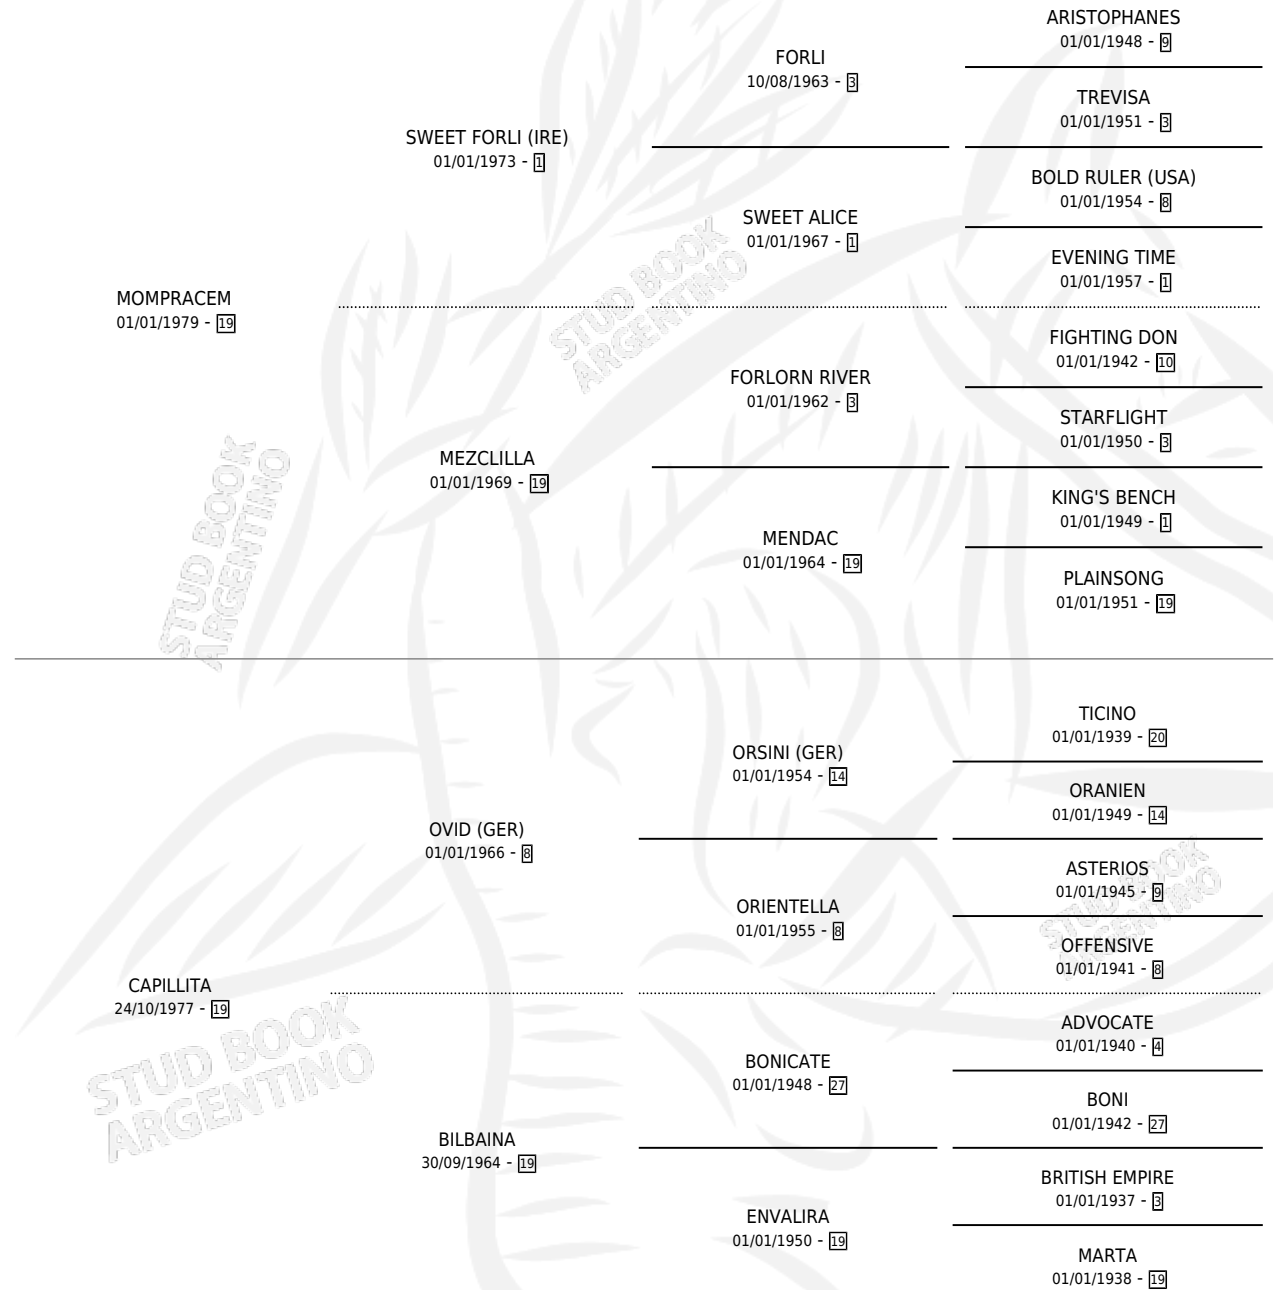 ARISTOPHANES
01/01/1948 - 9
FORLI
10/08/1963 - 3
TREVISA
01/01/1951 - 3
SWEET FORLI (IRE)
01/01/1973 - 1
BOLD RULER (USA)
01/01/1954 - 8
SWEET ALICE
01/01/1967 - 1
EVENING TIME
01/01/1957 - 1
MOMPRACEM
01/01/1979 - 19
FIGHTING DON
01/01/1942 - 10
FORLORN RIVER
01/01/1962 - 3
STARFLIGHT
01/01/1950 - 3
MEZCLILLA
01/01/1969 - 19
KING'S BENCH
01/01/1949 - 1
MENDAC
01/01/1964 - 19
PLAINSONG
01/01/1951 - 19
STUD BOOK
ARGENTINO
STUD BOOK
ARGENTINO
TICINO
01/01/1939 - 20
ORSINI (GER)
01/01/1954 - 14
ORANIEN
01/01/1949 - 14
OVID (GER)
01/01/1966 - 8
ASTERIOS
01/01/1945 - 9
ORIENTELLA
01/01/1955 - 8
OFFENSIVE
01/01/1941 - 8
CAPILLITA
24/10/1977 - 19
ADVOCATE
01/01/1940 - 4
BONICATE
01/01/1948 - 27
BONI
01/01/1942 - 27
BILBAINA
30/09/1964 - 19
BRITISH EMPIRE
01/01/1937 - 3
ENVALIRA
01/01/1950 - 19
MARTA
01/01/1938 - 19
STUD BOOK
ARGENTINO
STUD BOOK
ARGENTINO